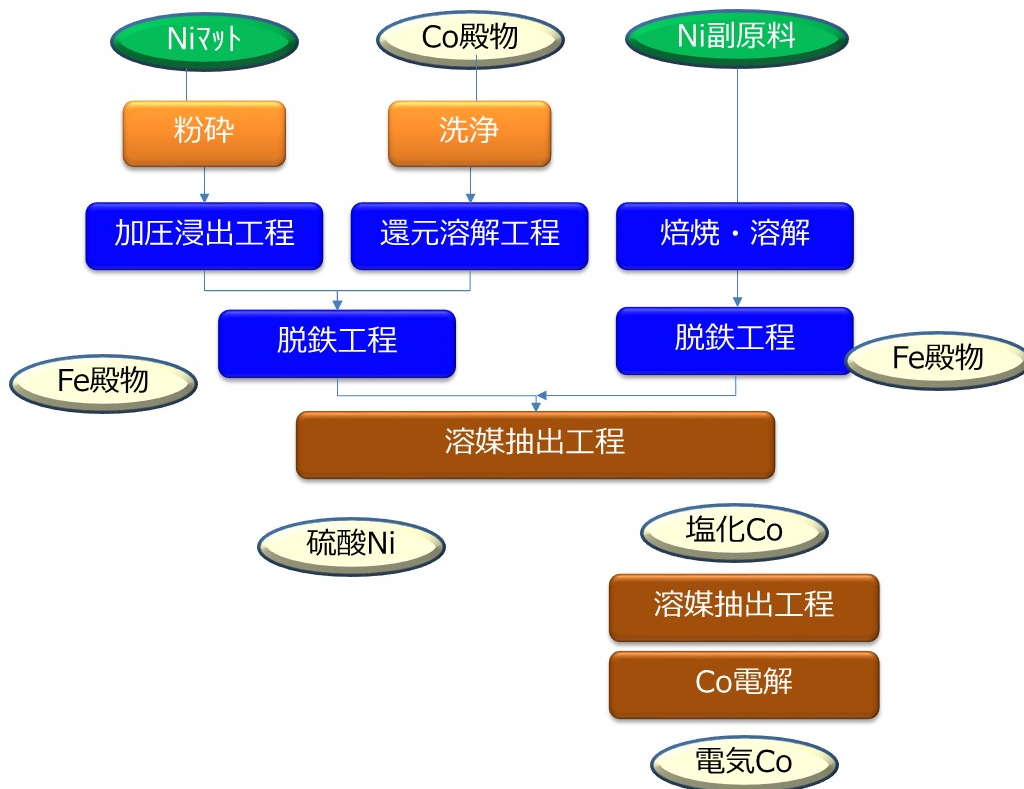 Niﾏｯﾄ
Co殿物
Ni副原料
粉砕
洗浄
加圧浸出工程
還元溶解工程
焙焼・溶解
脱鉄工程
脱鉄工程
Fe殿物
Fe殿物
溶媒抽出工程
硫酸Ni
塩化Co
溶媒抽出工程
Co電解
電気Co